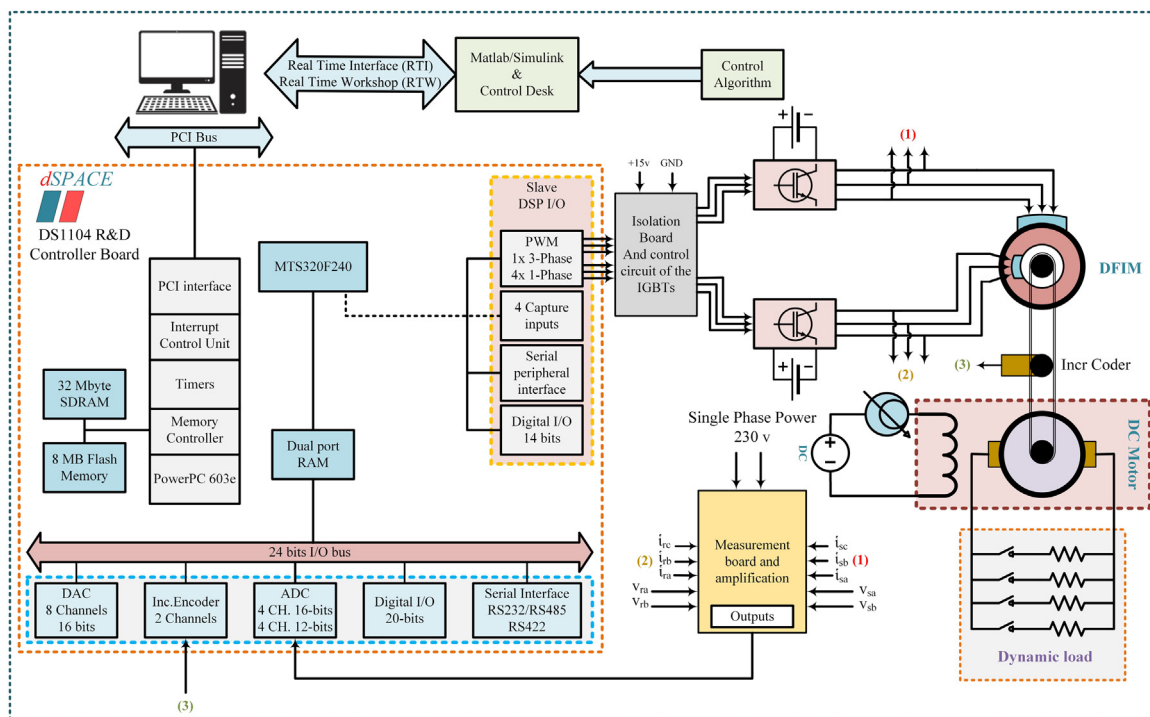 Real Time Interface (RTI)
Real Time Workshop (RTW)
Matlab/Simulink
&
Control Desk
Control
Algorithm
PCI Bus
dSPACE
DS1104 R&D
Controller Board
PCI interface
Interrupt
Control Unit
Timers
Memory
Controller
PowerPC 603e
32 Mbyte
SDRAM
8 MB Flash
Memory
MTS320F240
Dual port
RAM
Slave
DSP I/O
PWM
1x 3-Phase
4x 1-Phase
4 Capture
inputs
Serial
peripheral
interface
Digital I/O
14 bits
+15v
GND
Isolation
Board
And control
circuit of the
IGBTs
+
−
(1)
DFIM
+
−
(2)
(3)
Incr Coder
DC Motor
DC
+
−
Dynamic load
Single Phase Power
230 v
Measurement
board and
amplification
Outputs
(2)
irc
irb
ira
vra
vrb
isc
isb
isa
(1)
vsa
vsb
24 bits I/O bus
DAC
8 Channels
16 bits
Inc.Encoder
2 Channels
ADC
4 CH. 16-bits
4 CH. 12-bits
Digital I/O
20-bits
Serial Interface
RS232/RS485
RS422
(3)